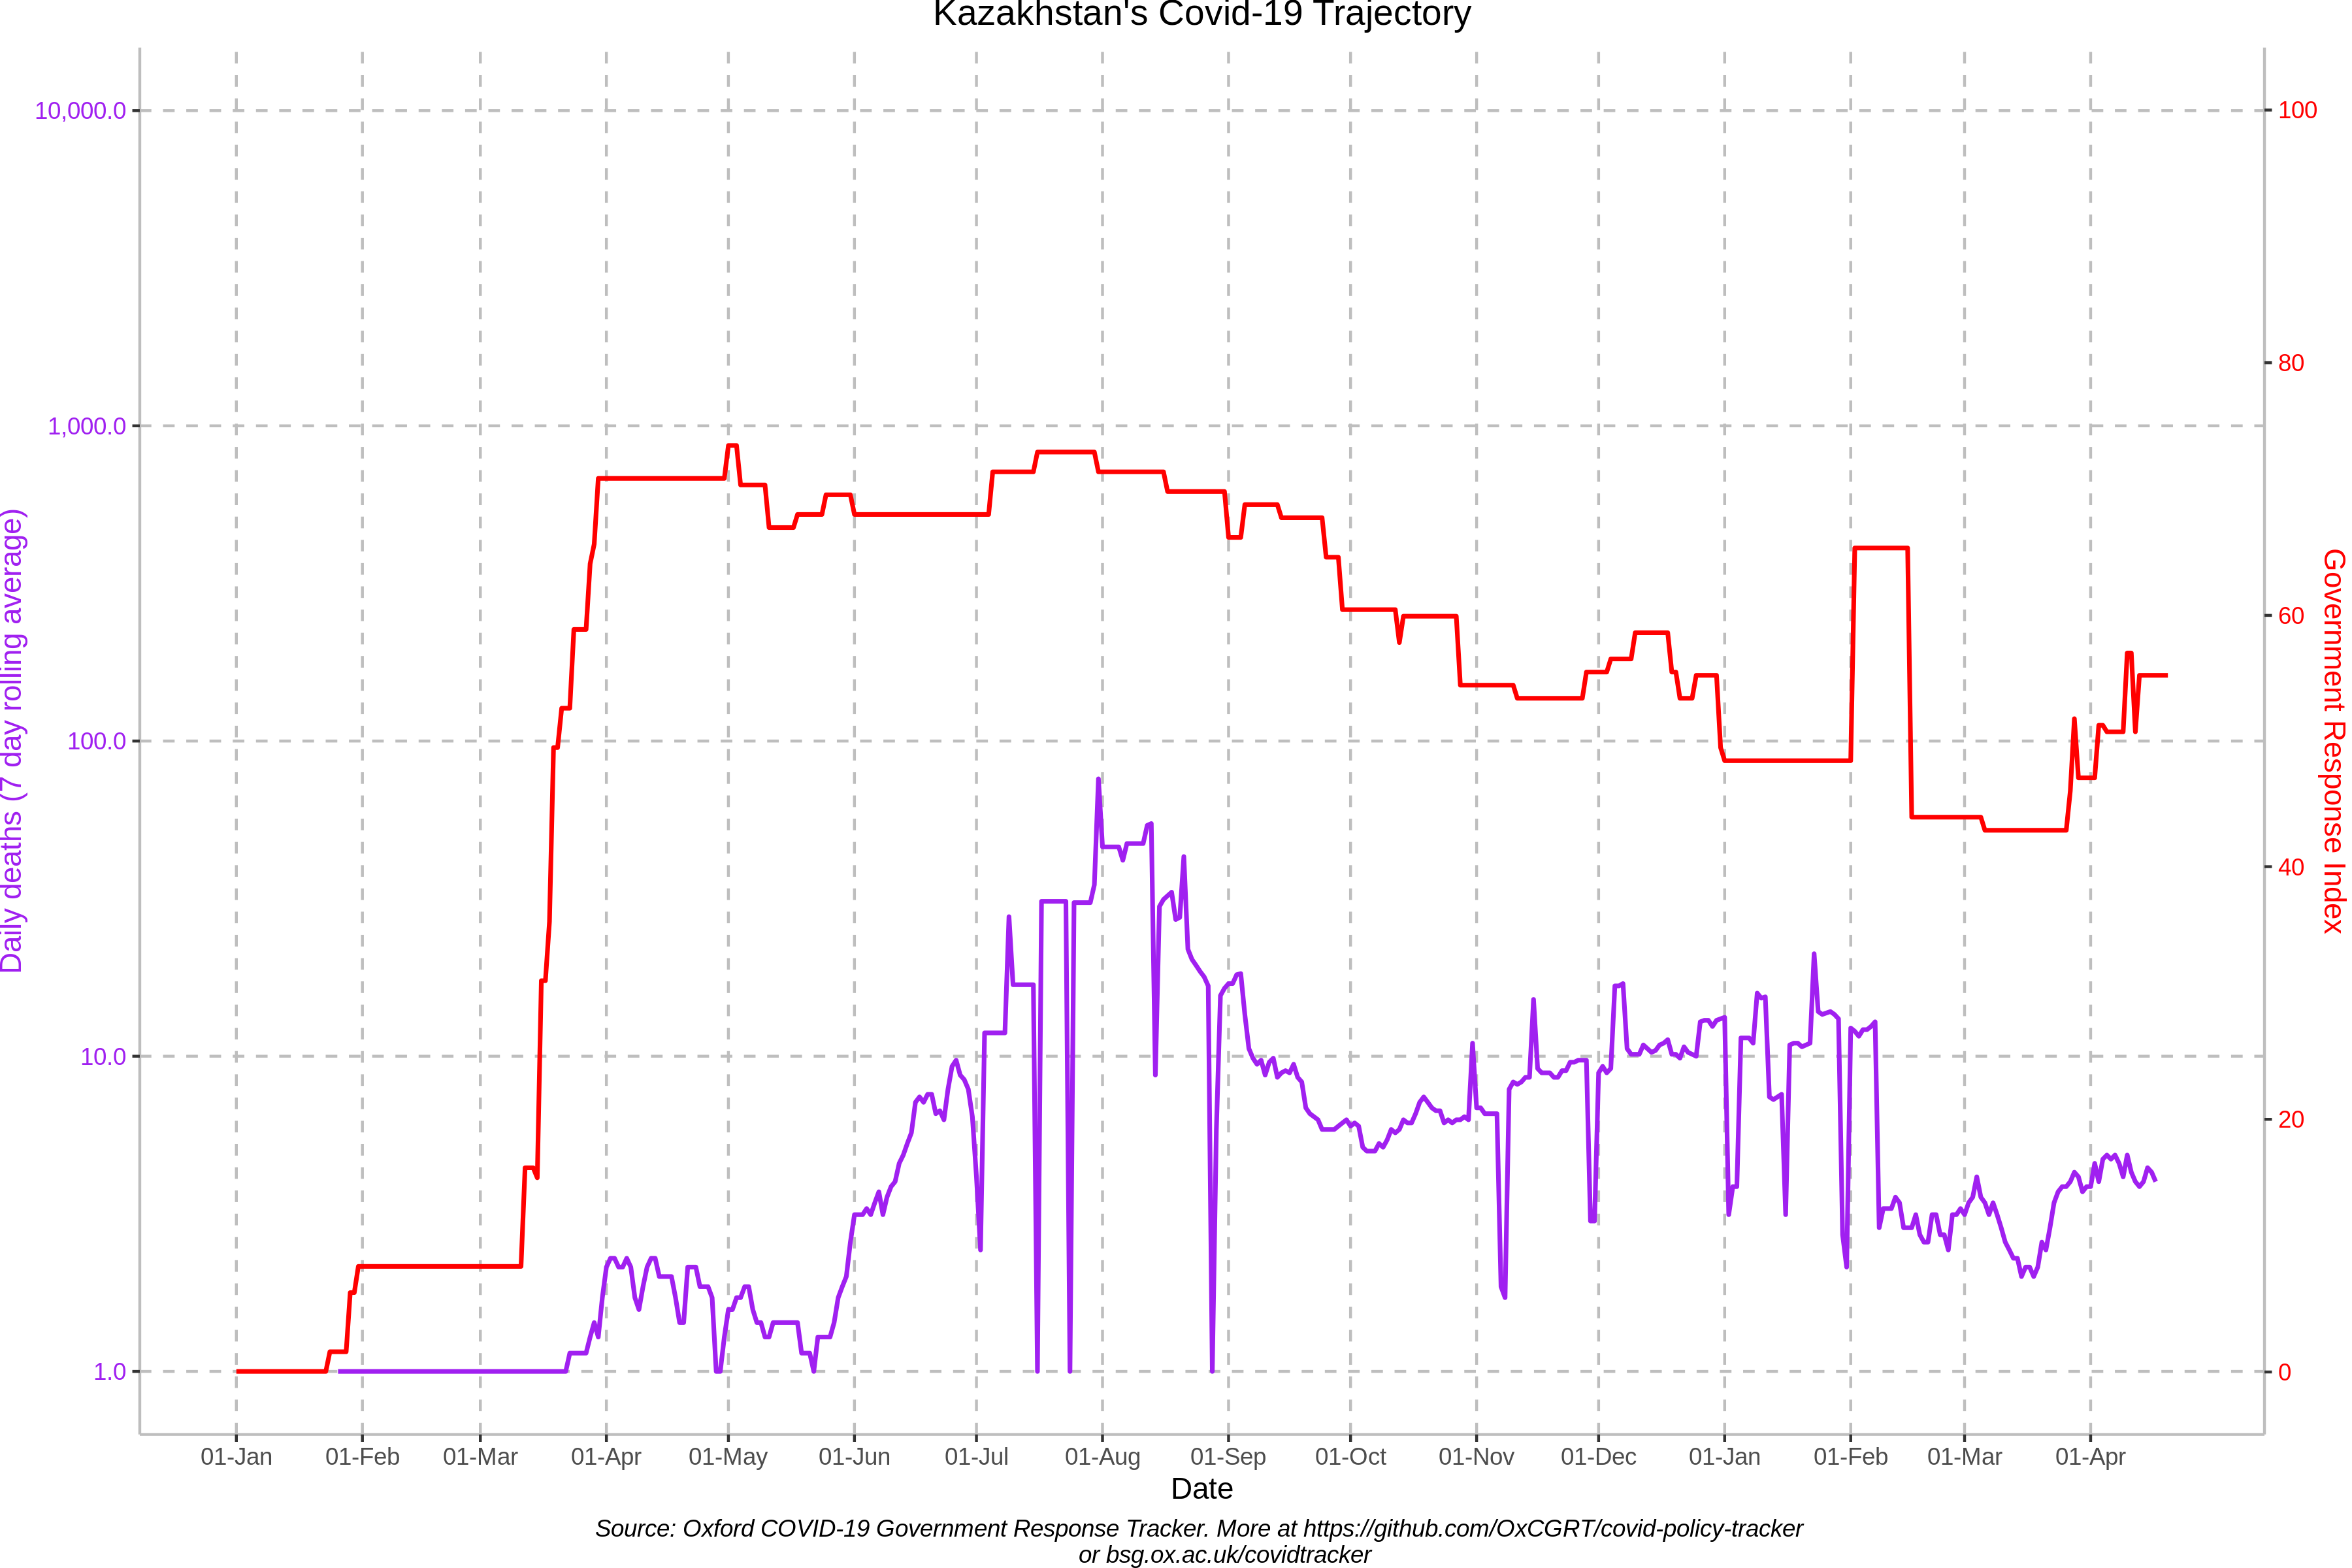 Kazakhstan's Covid-19 Trajectory
10,000.0
1,000.0
100.0
10.0
1.0
Daily deaths (7 day rolling average)
100
80
60
40
20
0
Government Response Index
01-Jan 01-Feb 01-Mar 01-Apr 01-May 01-Jun 01-Jul 01-Aug 01-Sep 01-Oct 01-Nov 01-Dec 01-Jan 01-Feb 01-Mar 01-Apr
Date
Source: Oxford COVID-19 Government Response Tracker. More at https://github.com/OxCGRT/covid-policy-tracker
or bsg.ox.ac.uk/covidtracker